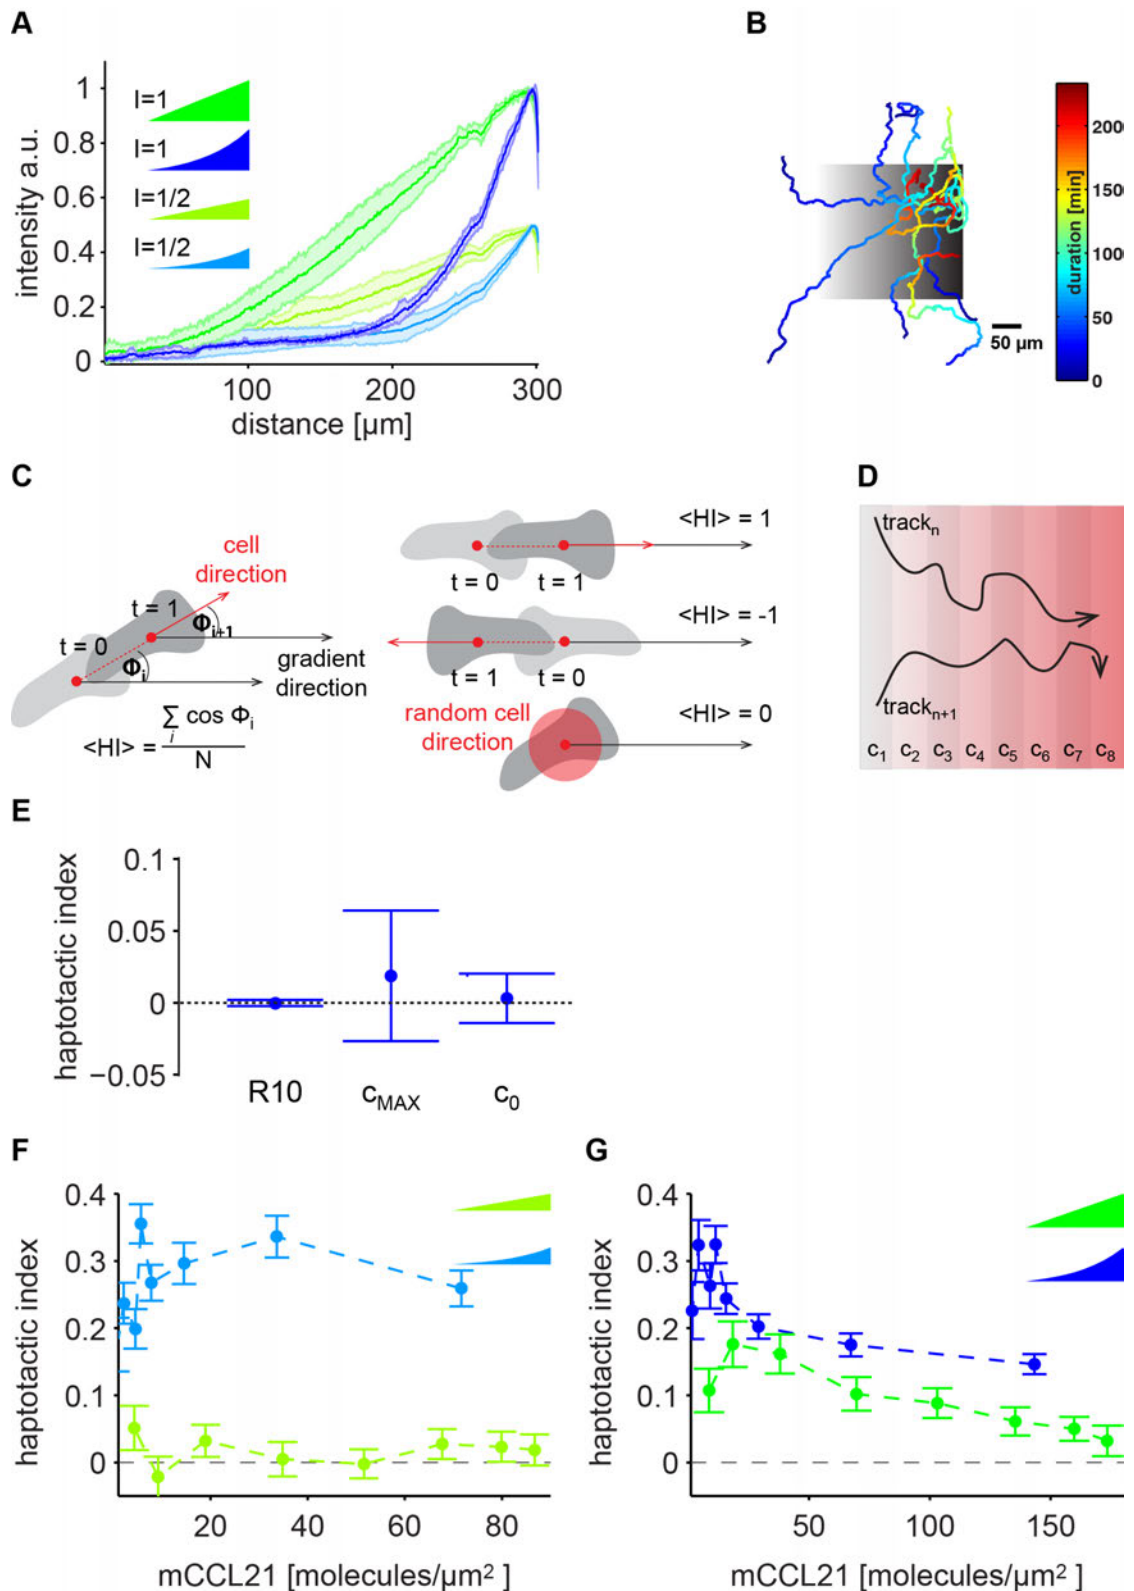 A
intensity a.u.
1
0.8
0.6
0.4
0.2
0
I=1
I=1
I=1/2
I=1/2
100
200
300
distance [µm]
B
50 µm
duration [min]
200
150
100
50
0
C
cell
direction
t = 1
Φi+1
t = 0
Φi
gradient
direction
<HI> = ∑i cos Φi / N
<HI> = 1
t = 0
t = 1
<HI> = -1
t = 1
t = 0
random cell
direction
<HI> = 0
D
trackn
trackn+1
c1 c2 c3 c4 c5 c6 c7 c8
E
haptotactic index
0.1
0.05
0
−0.05
R10
cMAX
c0
F
haptotactic index
0.4
0.3
0.2
0.1
0
20
40
60
80
mCCL21 [molecules/µm²]
G
haptotactic index
0.4
0.3
0.2
0.1
0
50
100
150
mCCL21 [molecules/µm²]